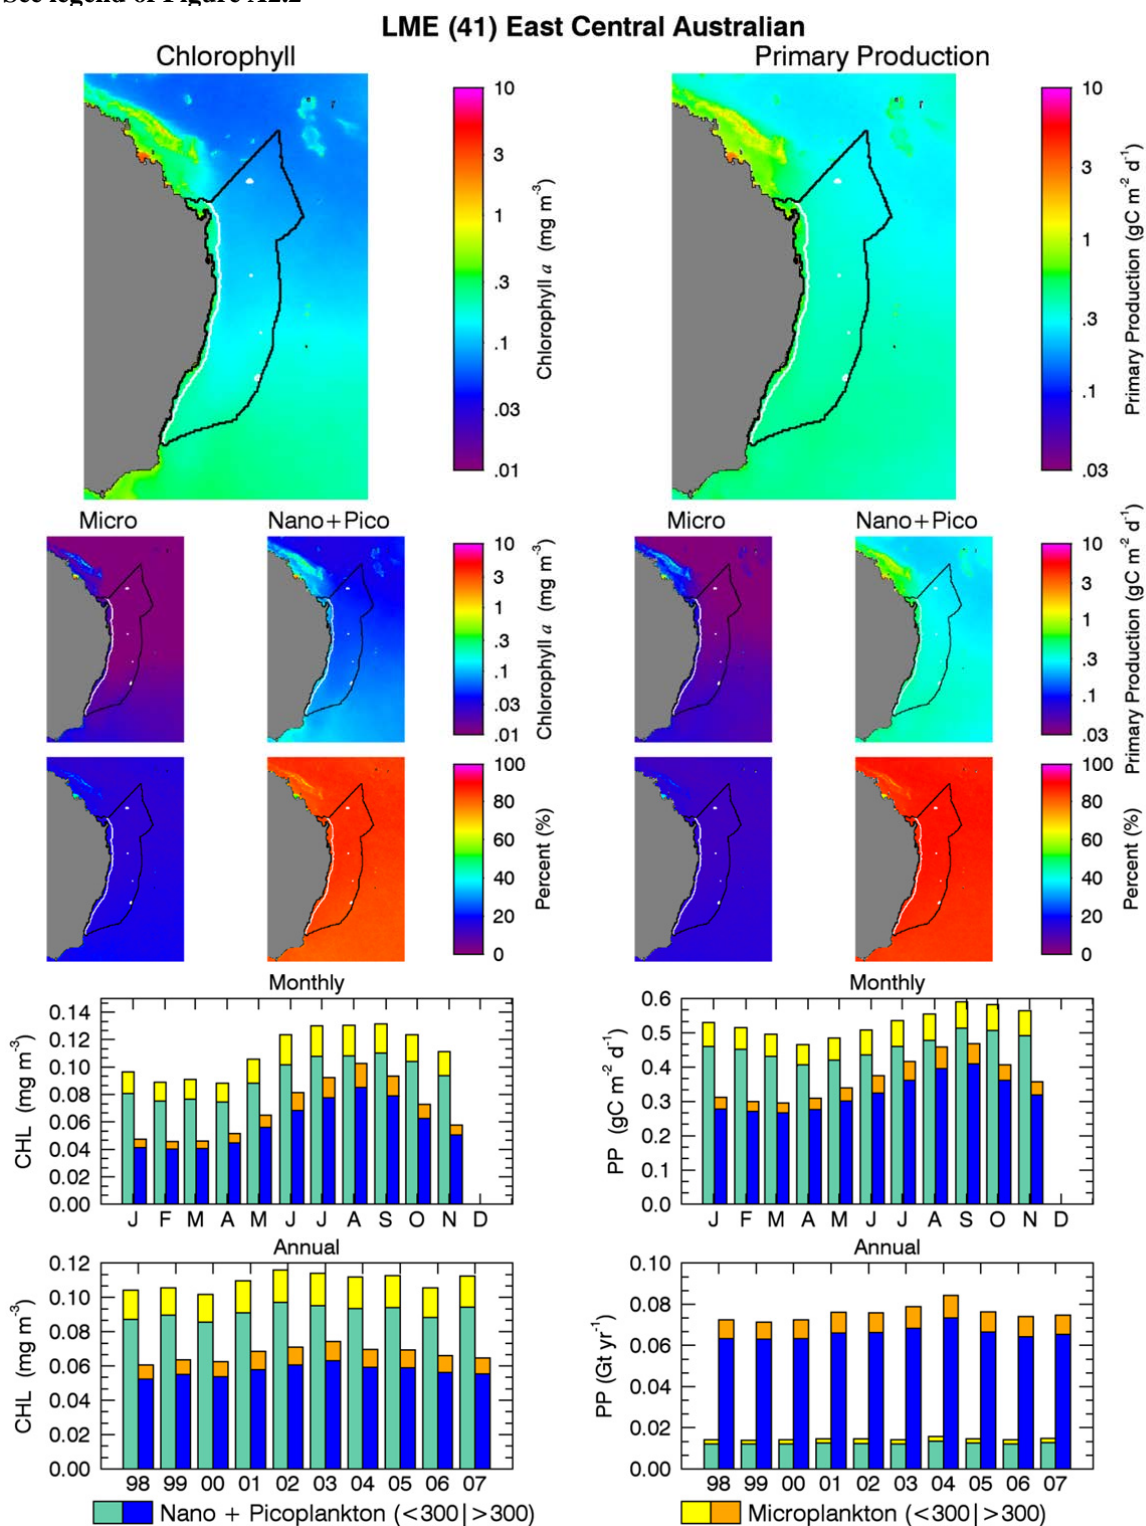 See legend of Figure A2.2
LME (41) East Central Australian
Chlorophyll
Primary Production
10
3
1
.3
.1
.03
.01
Chlorophyll a (mg m-3)
10
3
1
.3
.1
.03
Primary Production (gC m-2 d-1)
Micro
Nano+Pico
10
3
1
.3
.1
.03
.01
Chlorophyll a (mg m-3)
Micro
Nano+Pico
10
3
1
.3
.1
.03
Primary Production (gC m-2 d-1)
100
80
60
40
20
0
Percent (%)
100
80
60
40
20
0
Percent (%)
Monthly
0.14
0.12
0.10
0.08
0.06
0.04
0.02
0.00
CHL (mg m-3)
J F M A M J J A S O N D
Monthly
0.6
0.5
0.4
0.3
0.2
0.1
0.0
PP (gC m-2 d-1)
J F M A M J J A S O N D
Annual
0.12
0.10
0.08
0.06
0.04
0.02
0.00
CHL (mg m-3)
98 99 00 01 02 03 04 05 06 07
Annual
0.10
0.08
0.06
0.04
0.02
0.00
PP (Gt yr-1)
98 99 00 01 02 03 04 05 06 07
Nano + Picoplankton (<300|>300)
Microplankton (<300|>300)